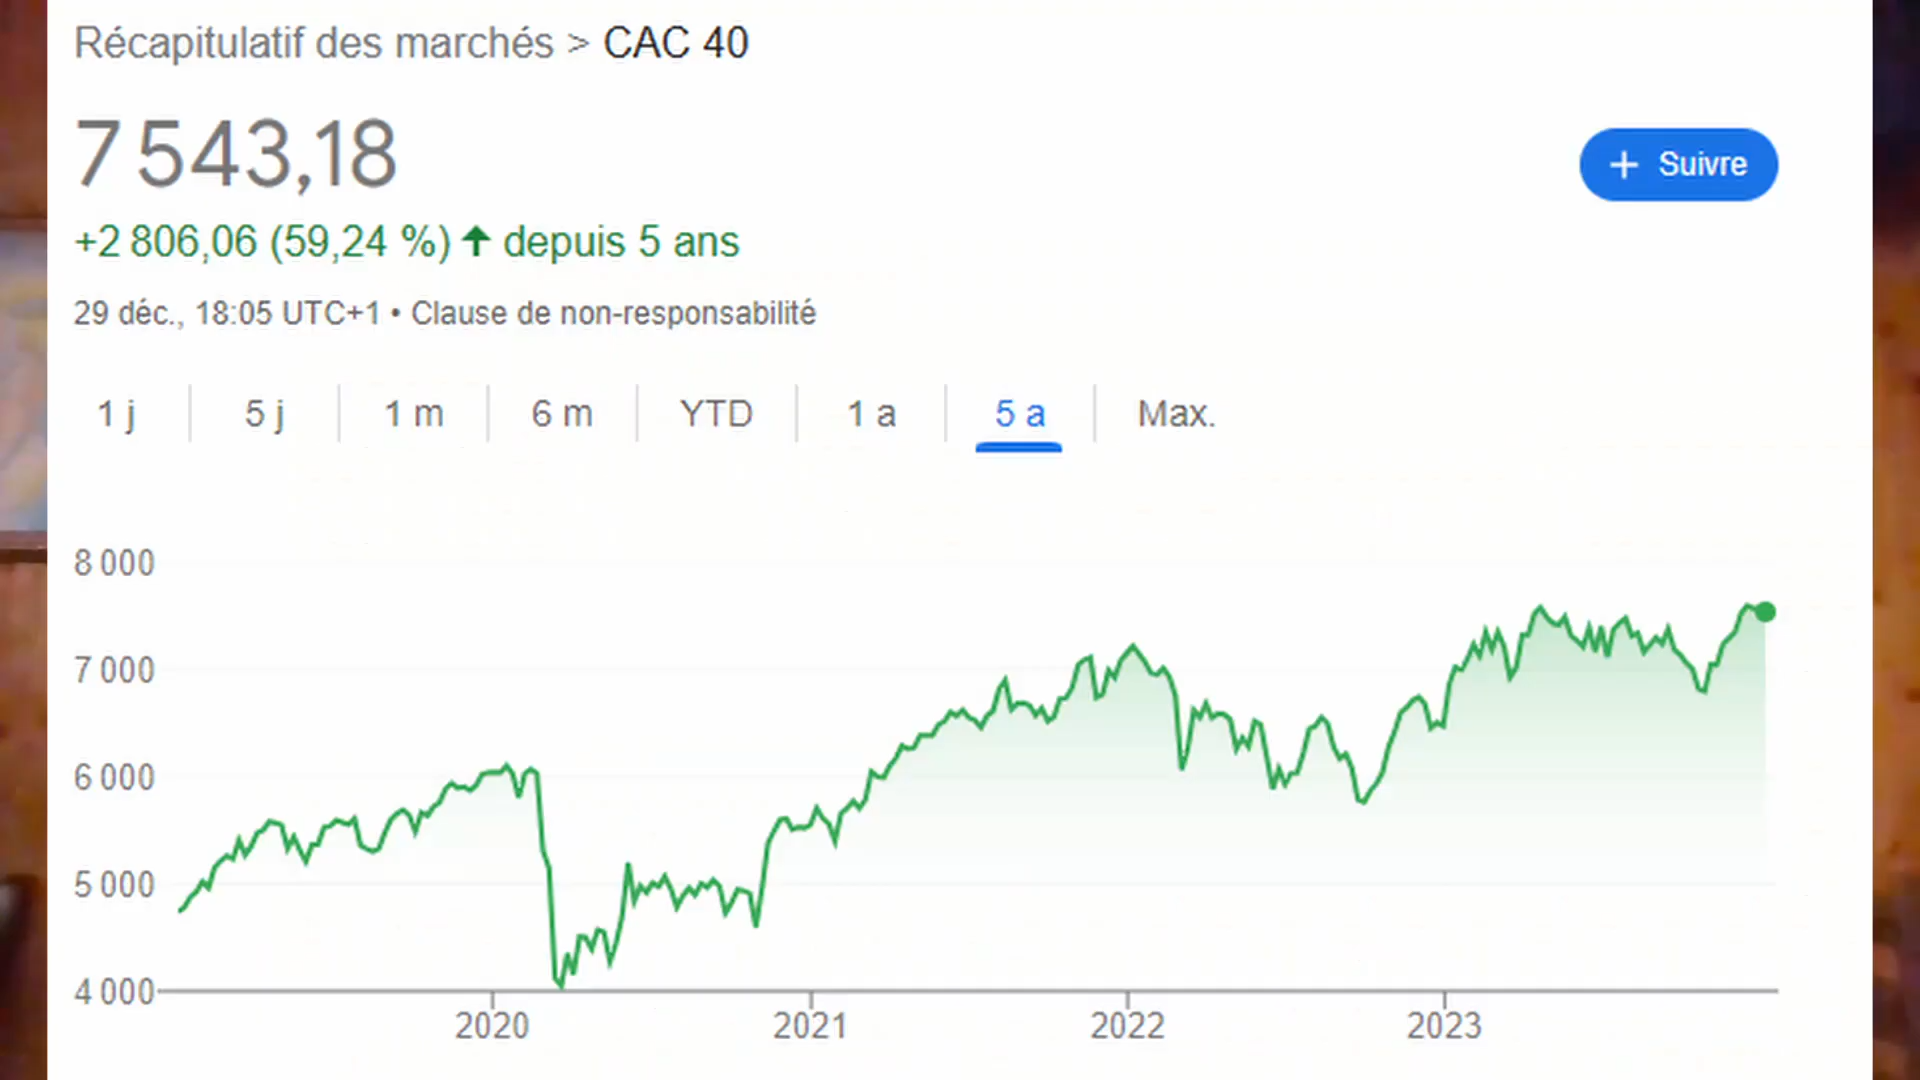 Récapitulatif des marchés > CAC 40
7 543,18
+ Suivre
+2 806,06 (59,24 %) ↑ depuis 5 ans
29 déc., 18:05 UTC+1 • Clause de non-responsabilité
1 j 5 j 1 m 6 m YTD 1 a 5 a Max.
8 000
7 000
6 000
5 000
4 000
2020 2021 2022 2023